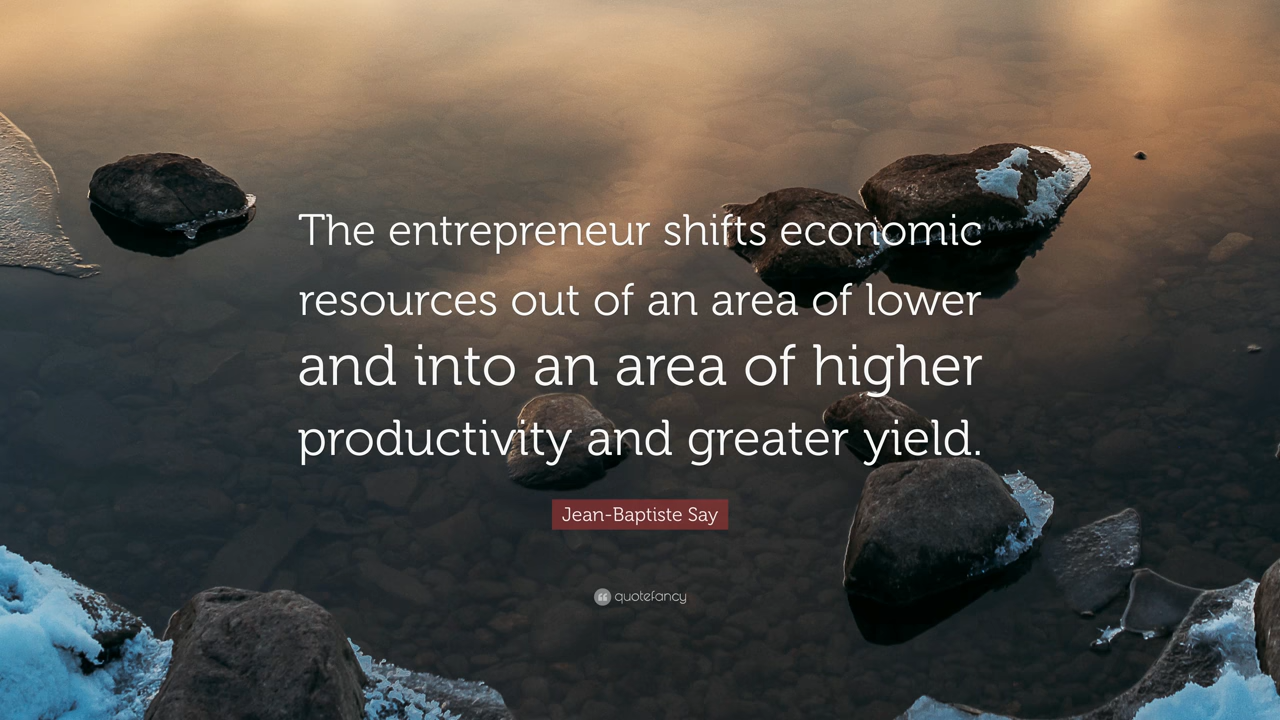 The entrepreneur shifts economic
resources out of an area of lower
and into an area of higher
productivity and greater yield.
Jean-Baptiste Say
quotefancy